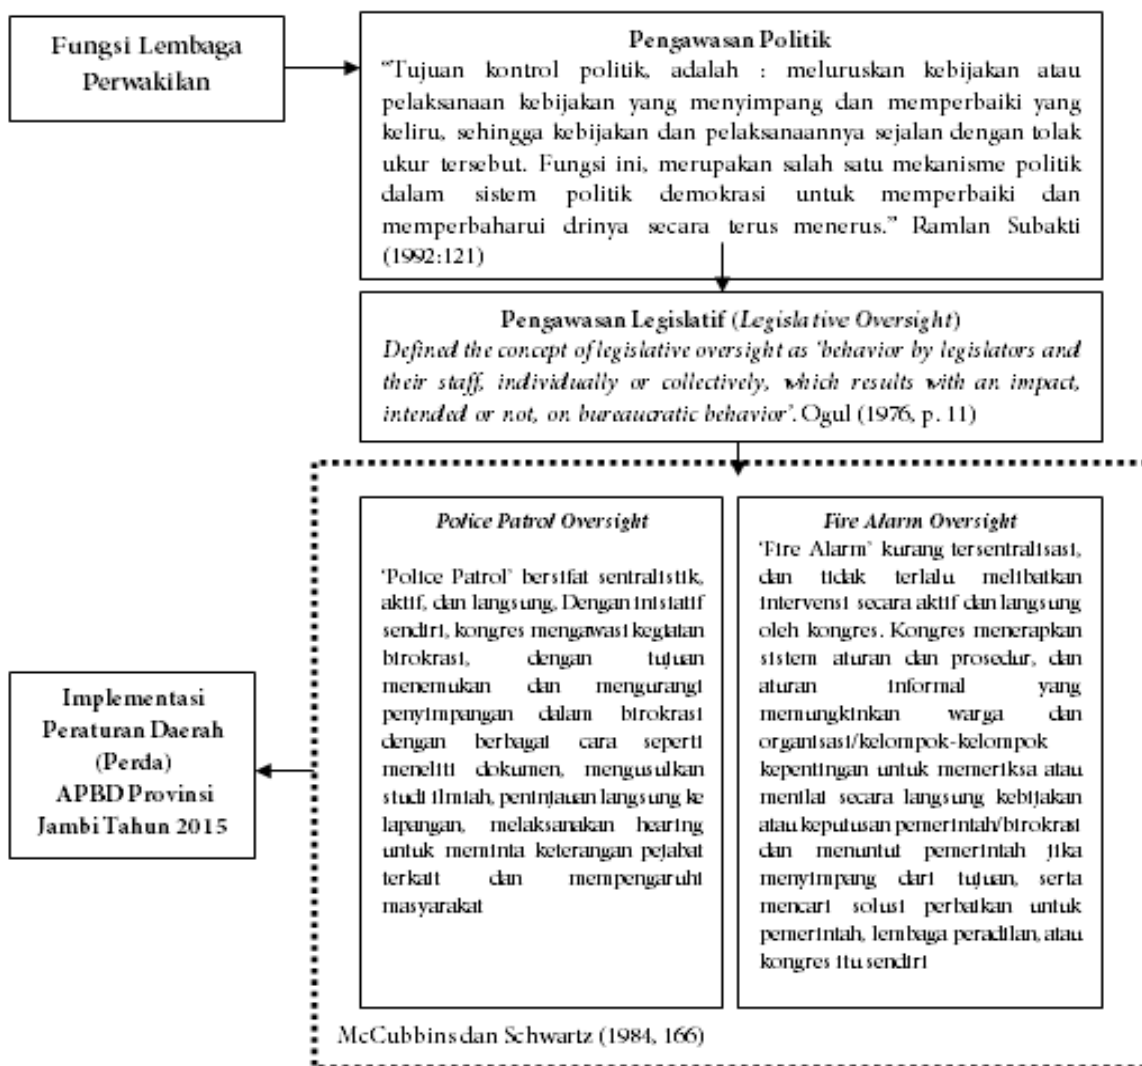 Fungsi Lembaga
Perwakilan
Pengawasan Politik
“Tujuan kontrol politik, adalah : meluruskan kebijakan atau
pelaksanaan kebijakan yang menyimpang dan memperbaiki yang
keliru, sehingga kebijakan dan pelaksanaannya sejalan dengan tolak
ukur tersebut. Fungsi ini, merupakan salah satu mekanisme politik
dalam sistem politik demokrasi untuk memperbaiki dan
memperbaharui drinya secara terus menerus.” Ramlan Subakti
(1992:121)
Pengawasan Legislatif (Legislative Oversight)
Defined the concept of legislative oversight as ‘behavior by legislators and
their staff, individually or collectively, which results with an impact,
intended or not, on bureaucratic behavior’. Ogul (1976, p. 11)
Police Patrol Oversight
‘Police Patrol’ bersifat sentralistik,
aktif, dan langsung, Dengan inisiatif
sendiri, kongres mengawasi kegiatan
birokrasi, dengan tujuan
menemukan dan mengurangi
penyimpangan dalam birokrasi
dengan berbagai cara seperti
meneliti dokumen, mengusulkan
studi ilmiah, peninjauan langsung ke
lapangan, melaksanakan hearing
untuk meminta keterangan pejabat
terkait dan mempengaruhi
masyarakat
Fire Alarm Oversight
‘Fire Alarm’ kurang tersentralisasi,
dan tidak terlalu melibatkan
intervensi secara aktif dan langsung
oleh kongres. Kongres menerapkan
sistem aturan dan prosedur, dan
aturan informal yang
memungkinkan warga dan
organisasi/kelompok-kelompok
kepentingan untuk memeriksa atau
menilai secara langsung kebijakan
atau keputusan pemerintah/birokrasi
dan menuntut pemerintah jika
menyimpang dari tujuan, serta
mencari solusi perbaikan untuk
pemerintah, lembaga peradilan, atau
kongres itu sendiri
Implementasi
Peraturan Daerah
(Perda)
APBD Provinsi
Jambi Tahun 2015
McCubbins dan Schwartz (1984, 166)